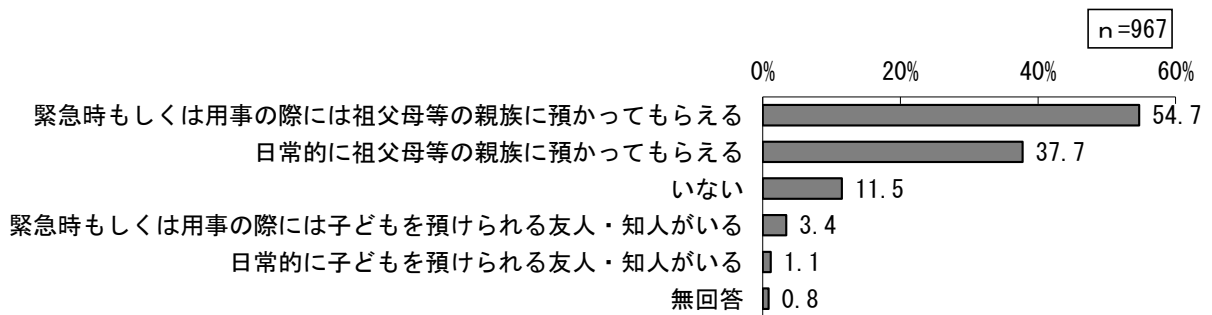 ｎ=967
0% 20% 40% 60%
緊急時もしくは用事の際には祖父母等の親族に預かってもらえる 54.7
日常的に祖父母等の親族に預かってもらえる 37.7
いない 11.5
緊急時もしくは用事の際には子どもを預けられる友人・知人がいる 3.4
日常的に子どもを預けられる友人・知人がいる 1.1
無回答 0.8